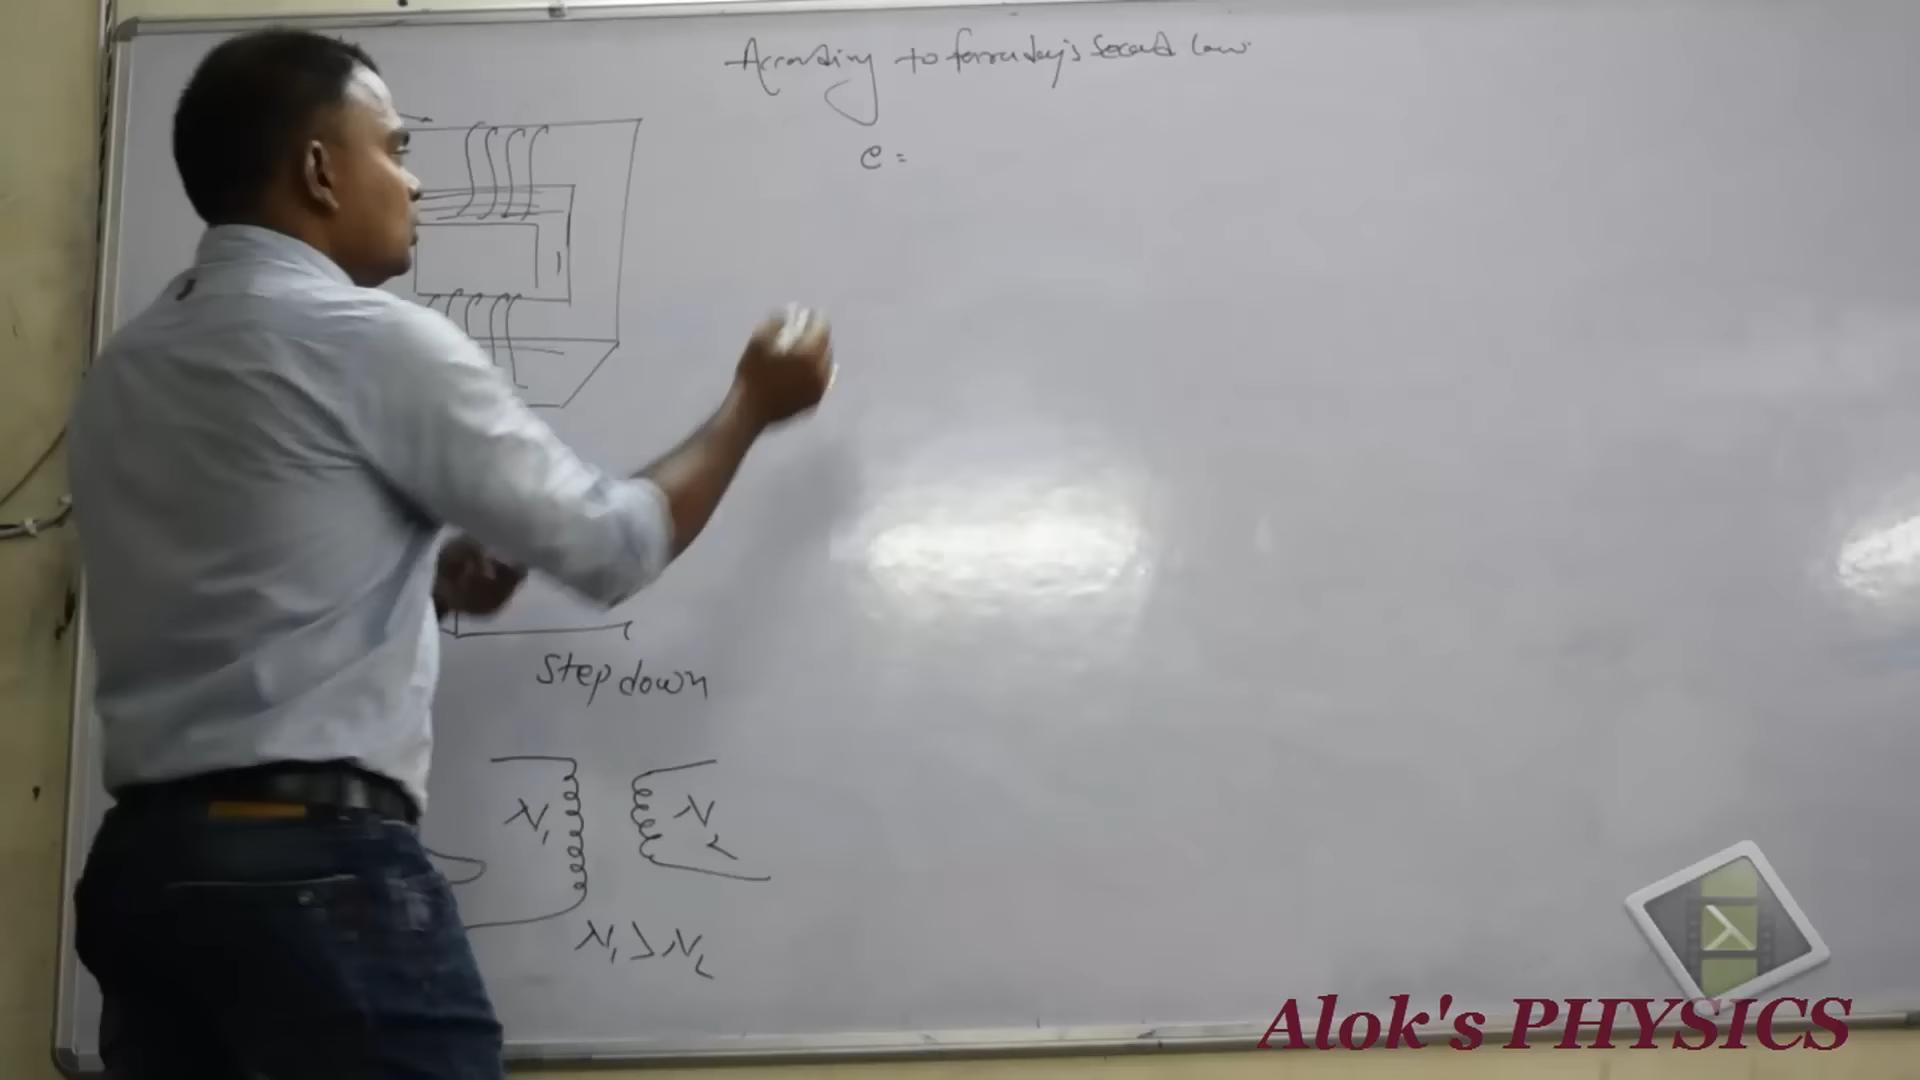 According to farraday's Second Law
e =
Step down
N₁
N₂
N₁ > N₂
Alok's PHYSICS